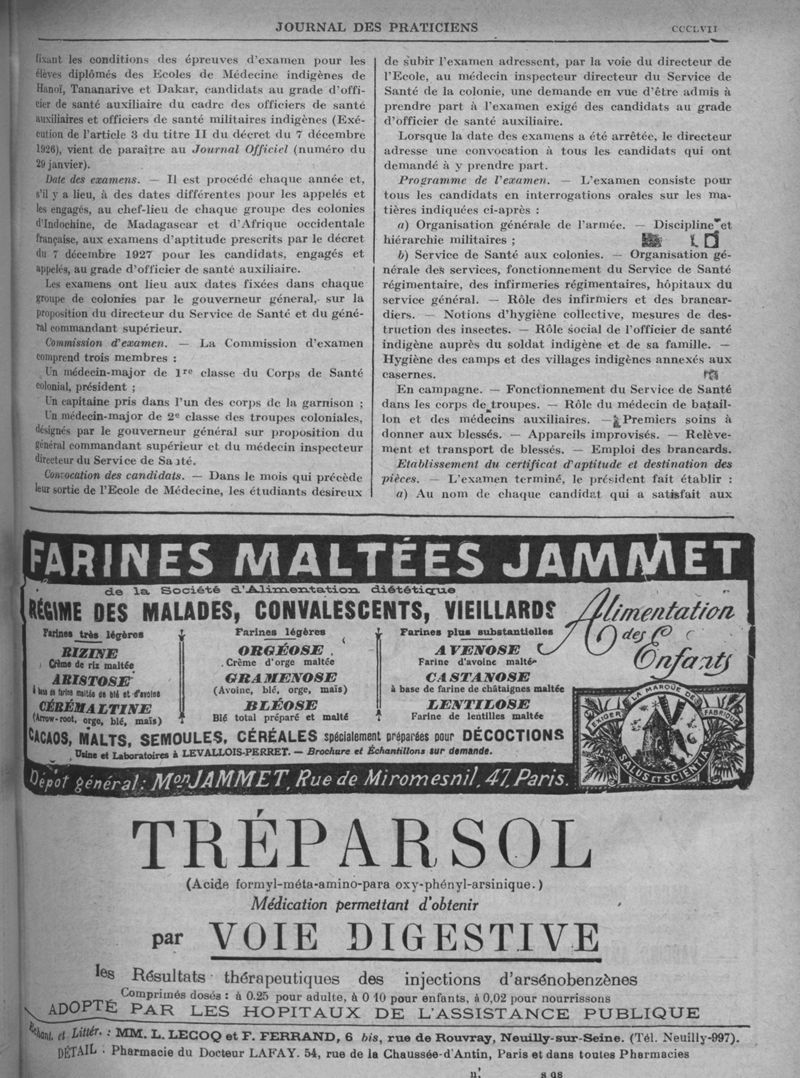 JOURNAL DES PRATICIENS
CCCLVII
fixant les conditions des épreuves d'examen pour les
élèves diplômés des Ecoles de Médecine indigènes de
Hanoï, Tananarive et Dakar, candidats au grade d'offi-
cier de santé auxiliaire du cadre des officiers de santé
auxiliaires et officiers de santé militaires indigènes (Exé-
cution de l'article 3 du titre II du décret du 7 décembre
1926), vient de paraître au Journal Officiel (numéro du
29 janvier).
Date des examens. — Il est procédé chaque année et,
s'il y a lieu, à des dates différentes pour les appelés et
les engagés, au chef-lieu de chaque groupe des colonies
d'Indochine, de Madagascar et d'Afrique occidentale
française, aux examens d'aptitude prescrits par le décret
du 7 décembre 1927 pour les candidats, engagés et
appelés, au grade d'officier de santé auxiliaire.
Les examens ont lieu aux dates fixées dans chaque
groupe de colonies par le gouverneur géneral, sur la
proposition du directeur du Service de Santé et du géné-
ral commandant supérieur.
Commission d'examen. — La Commission d'examen
comprend trois membres :
Un médecin-major de 1re classe du Corps de Santé
colonial, président ;
Un capitaine pris dans l'un des corps de la garnison ;
Un médecin-major de 2e classe des troupes coloniales,
désignés par le gouverneur général sur proposition du
général commandant supérieur et du médecin inspecteur
directeur du Service de Santé.
Convocation des candidats. — Dans le mois qui précède
leur sortie de l'Ecole de Médecine, les étudiants désireux
de subir l'examen adressent, par la voie du directeur de
l'Ecole, au médecin inspecteur directeur du Service de
Santé de la colonie, une demande en vue d'être admis à
prendre part à l'examen exigé des candidats au grade
d'officier de santé auxiliaire.
Lorsque la date des examens a été arrêtée, le directeur
adresse une convocation à tous les candidats qui ont
demandé à y prendre part.
Programme de l'examen. — L'examen consiste pour
tous les candidats en interrogations orales sur les ma-
tières indiquées ci-après :
a) Organisation générale de l'armée. — Discipline et
hiérarchie militaires ;
b) Service de Santé aux colonies. — Organisation gé-
nérale des services, fonctionnement du Service de Santé
régimentaire, des infirmeries régimentaires, hôpitaux du
service général. — Rôle des infirmiers et des brancar-
diers. — Notions d'hygiène collective, mesures de des-
truction des insectes. — Rôle social de l'officier de santé
indigène auprès du soldat indigène et de sa famille. —
Hygiène des camps et des villages indigènes annexés aux
casernes.
En campagne. — Fonctionnement du Service de Santé
dans les corps de troupes. — Rôle du médecin de batail-
lon et des médecins auxiliaires. — Premiers soins à
donner aux blessés. — Appareils improvisés. — Relève-
ment et transport de blessés. — Emploi des brancards.
Etablissement du certificat d'aptitude et destination des
pièces. — L'examen terminé, le président fait établir :
a) Au nom de chaque candidat qui a satisfait aux
FARINES MALTÉES JAMMET
de la Société d'Alimentation diététique
RÉGIME DES MALADES, CONVALESCENTS, VIEILLARDS
Alimentation
des
Enfants
Farines très légères
RIZINE
Crème de riz maltée
ARISTOSE
à base de farine maltée de blé et d'avoine
CÉRÉMALTINE
(Arrow-root, orge, blé, maïs)
Farines légères
ORGÉOSE
Crème d'orge maltée
GRAMENOSE
(Avoine, blé, orge, maïs)
BLÉOSE
Blé total préparé et malté
Farines plus substantielles
AVENOSE
Farine d'avoine maltée
CASTANOSE
à base de farine de châtaignes maltée
LENTILOSE
Farine de lentilles maltée
CACAOS, MALTS, SEMOULES, CÉRÉALES spécialement préparées pour DÉCOCTIONS
Usine et Laboratoires à LEVALLOIS-PERRET. — Brochure et Échantillons sur demande.
EXIGER LA MARQUE DE FABRIQUE
SALUS ET SCIENTIA
Dépôt général: Mon JAMMET, Rue de Miromesnil, 47, Paris.
TRÉPARSOL
(Acide formyl-méta-amino-para oxy-phényl-arsinique.)
Médication permettant d'obtenir
par VOIE DIGESTIVE
les Résultats thérapeutiques des injections d'arsénobenzènes
Comprimés dosés : à 0.25 pour adulte, à 0 10 pour enfants, à 0,02 pour nourrissons
ADOPTÉ PAR LES HOPITAUX DE L'ASSISTANCE PUBLIQUE
Échant. et Littér. : MM. L. LECOQ et F. FERRAND, 6 bis, rue de Rouvray, Neuilly-sur-Seine. (Tél. Neuilly-997).
DÉTAIL : Pharmacie du Docteur LAFAY. 54, rue de la Chaussée-d'Antin, Paris et dans toutes Pharmacies